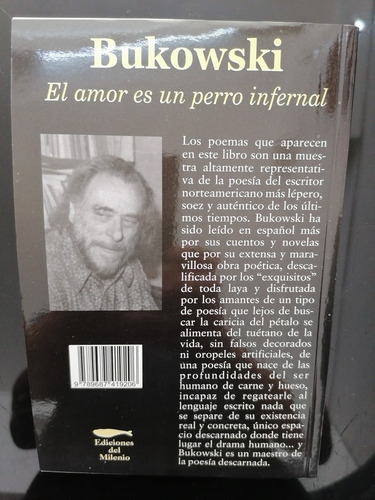 Bukowski
El amor es un perro infernal
Los poemas que aparecen
en este libro son una mues-
tra altamente representati-
va de la poesía del escritor
norteamericano más lépero,
soez y auténtico de los últi-
mos tiempos. Bukowski ha
sido leído en español más
por sus cuentos y novelas
que por su extensa y mara-
villosa obra poética, desca-
lificada por los “exquisitos”
de toda laya y disfrutada
por los amantes de un tipo
de poesía que lejos de bus-
car la caricia del pétalo se
alimenta del tuétano de la
vida, sin falsos decorados
ni oropeles artificiales, de
una poesía que nace de las
profundidades del ser
humano de carne y hueso,
incapaz de regatearle al
lenguaje escrito nada que
se separe de su existencia
real y concreta, único espa-
cio descarnado donde tiene
lugar el drama humano... y
Bukowski es un maestro de
la poesía descarnada.
9 789687 419206
Ediciones
del
Milenio